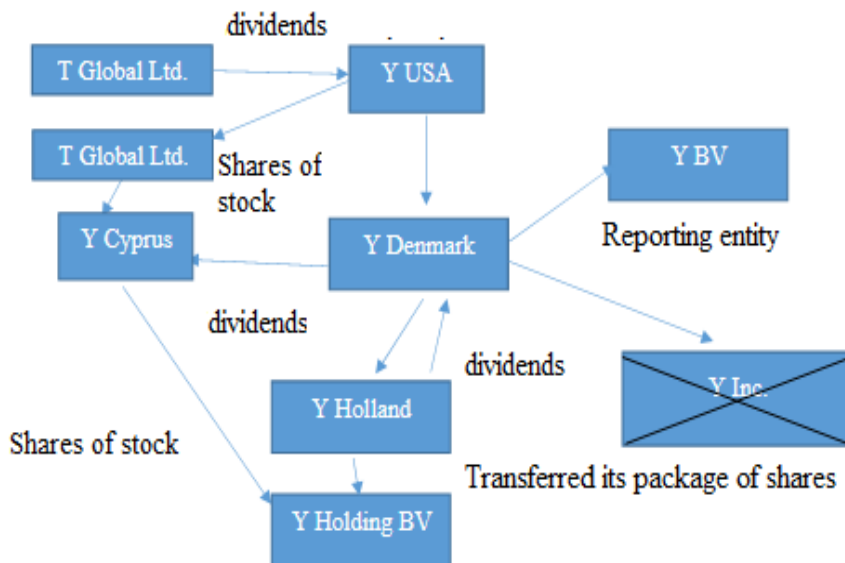 dividends
T Global Ltd.
Y USA
T Global Ltd.
Shares of
stock
Y BV
Y Cyprus
Y Denmark
Reporting entity
dividends
dividends
Y Holland
Y Inc.
Shares of stock
Transferred its package of shares
Y Holding BV